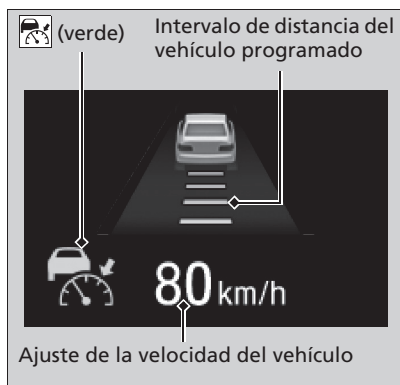 (verde)
Intervalo de distancia del
vehículo programado
80 km/h
Ajuste de la velocidad del vehículo